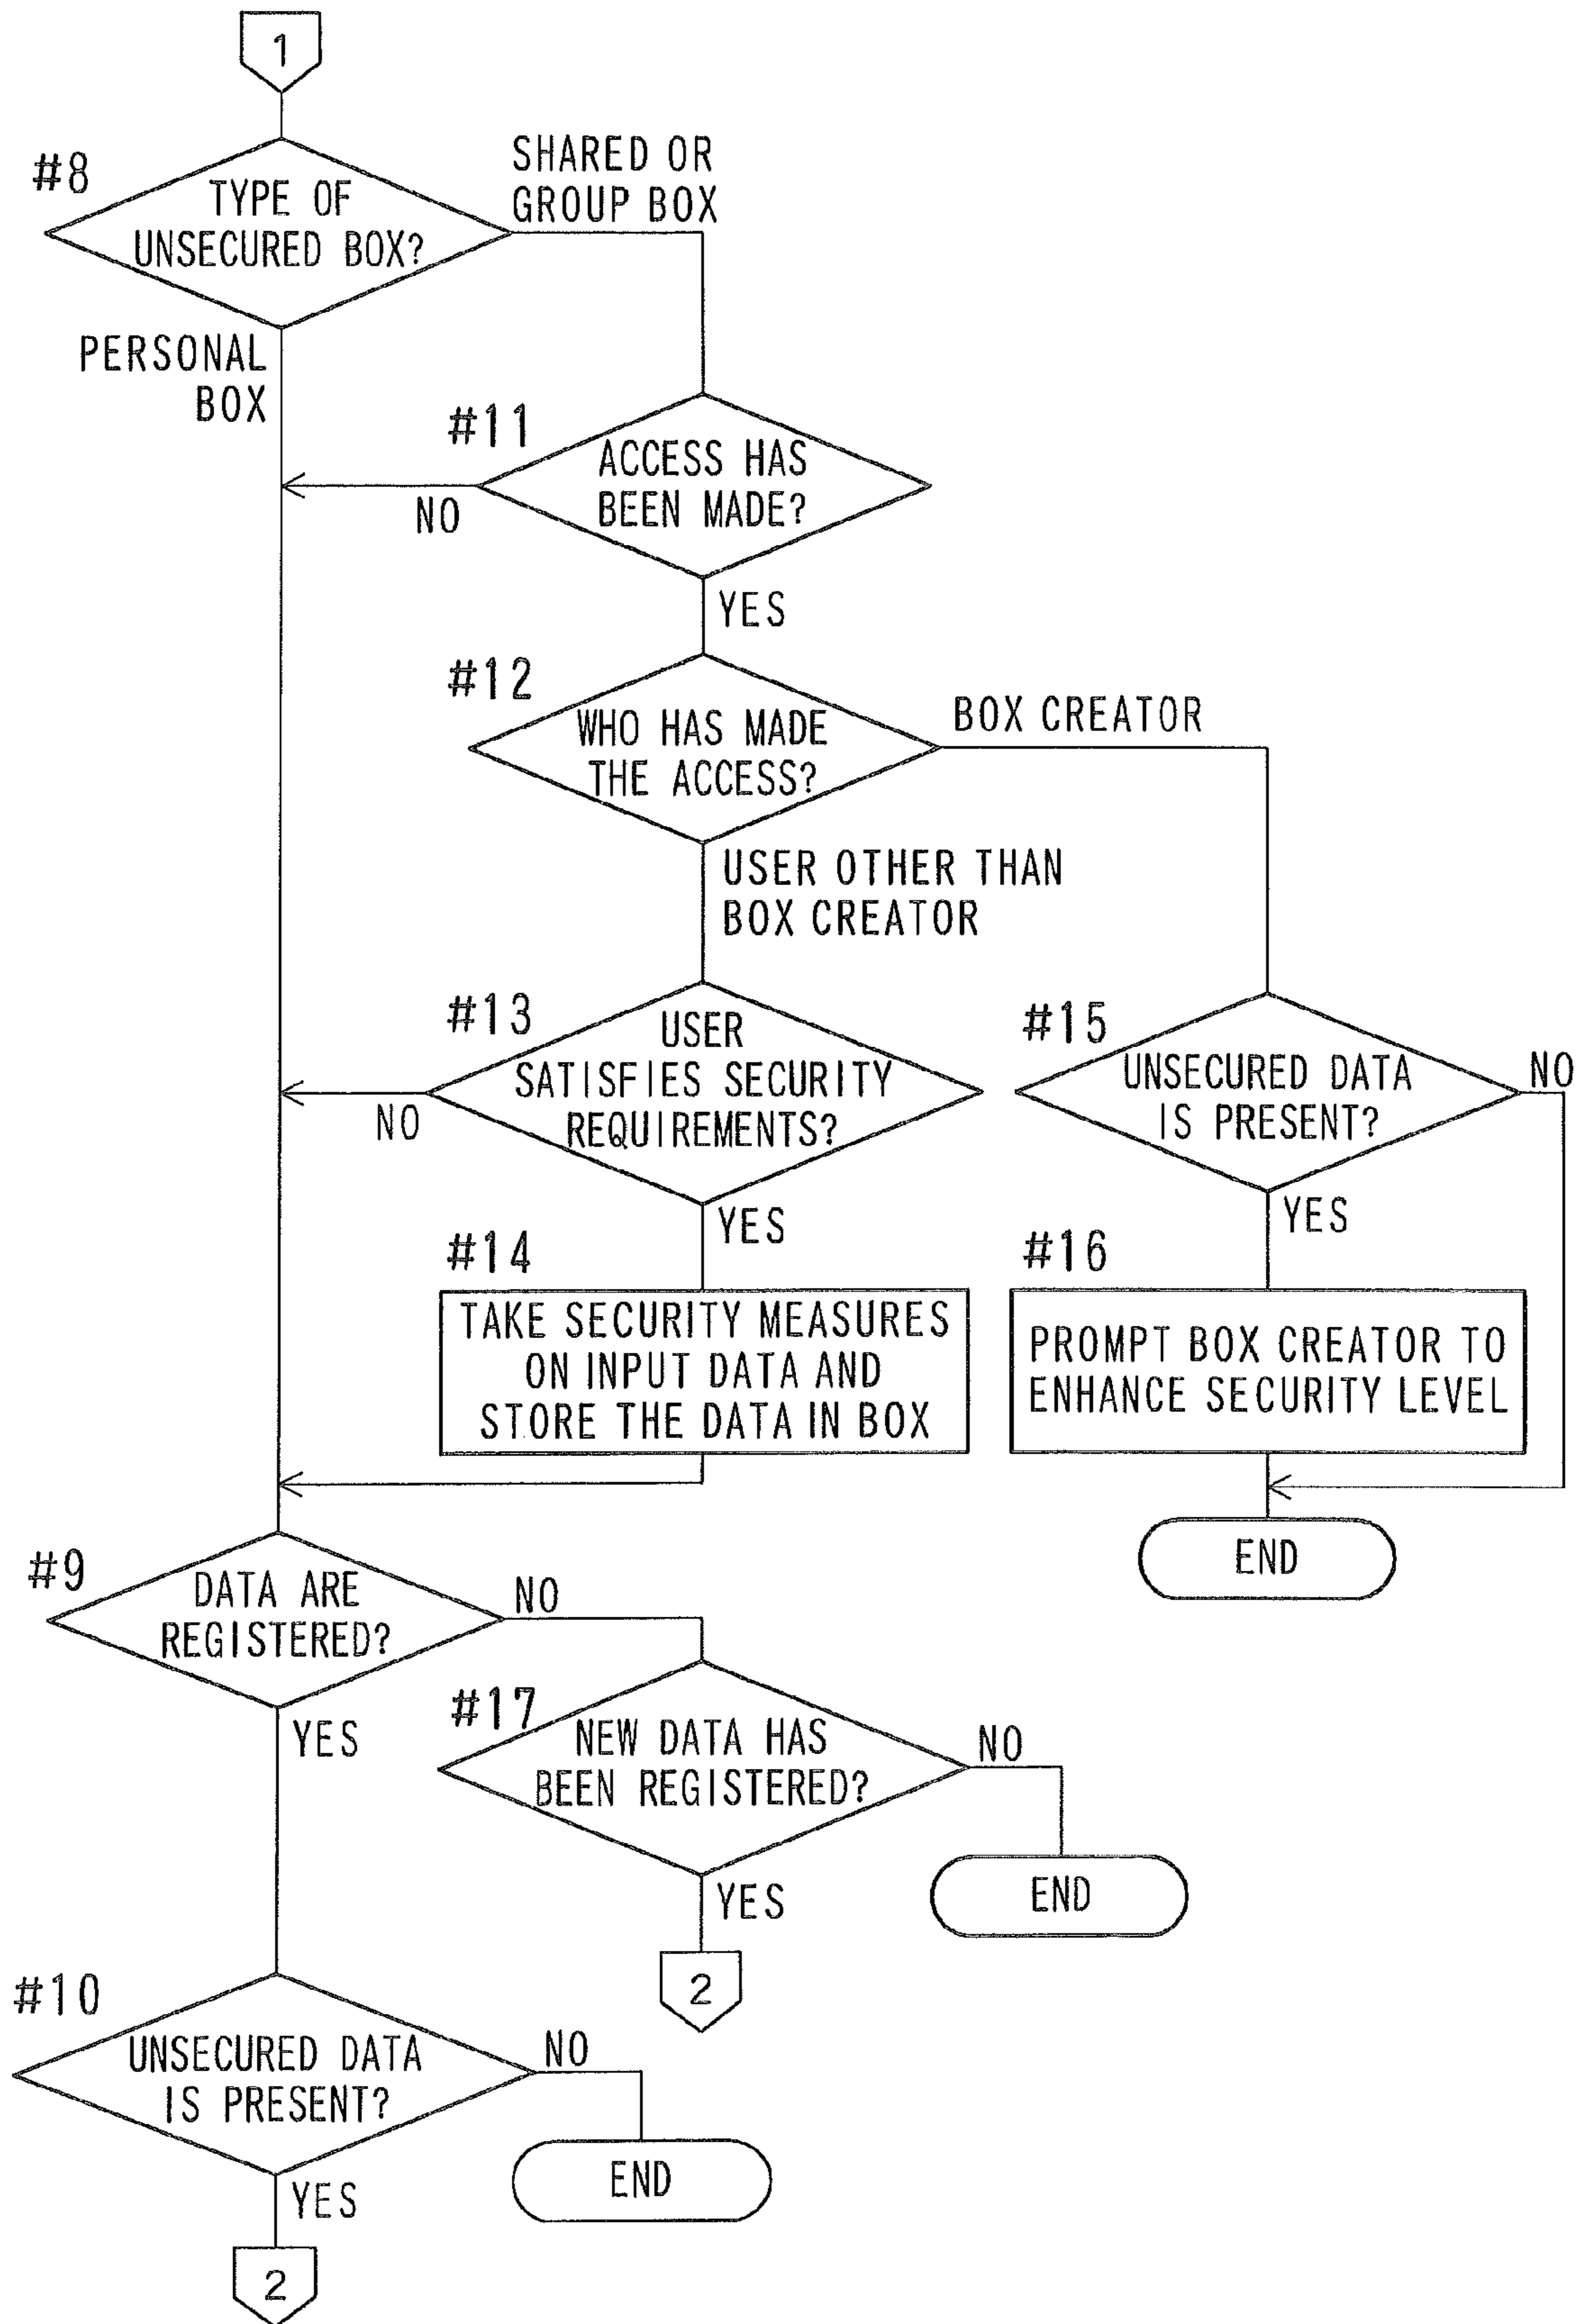 1
#8
TYPE OF
UNSECURED BOX?
SHARED OR
GROUP BOX
PERSONAL
BOX
#11
ACCESS HAS
BEEN MADE?
NO
YES
#12
WHO HAS MADE
THE ACCESS?
BOX CREATOR
USER OTHER THAN
BOX CREATOR
#13
USER
SATISFIES SECURITY
REQUIREMENTS?
NO
YES
#15
UNSECURED DATA
IS PRESENT?
NO
YES
#14
TAKE SECURITY MEASURES
ON INPUT DATA AND
STORE THE DATA IN BOX
#16
PROMPT BOX CREATOR TO
ENHANCE SECURITY LEVEL
END
#9
DATA ARE
REGISTERED?
NO
YES
#17
NEW DATA HAS
BEEN REGISTERED?
NO
END
YES
2
#10
UNSECURED DATA
IS PRESENT?
NO
END
YES
2